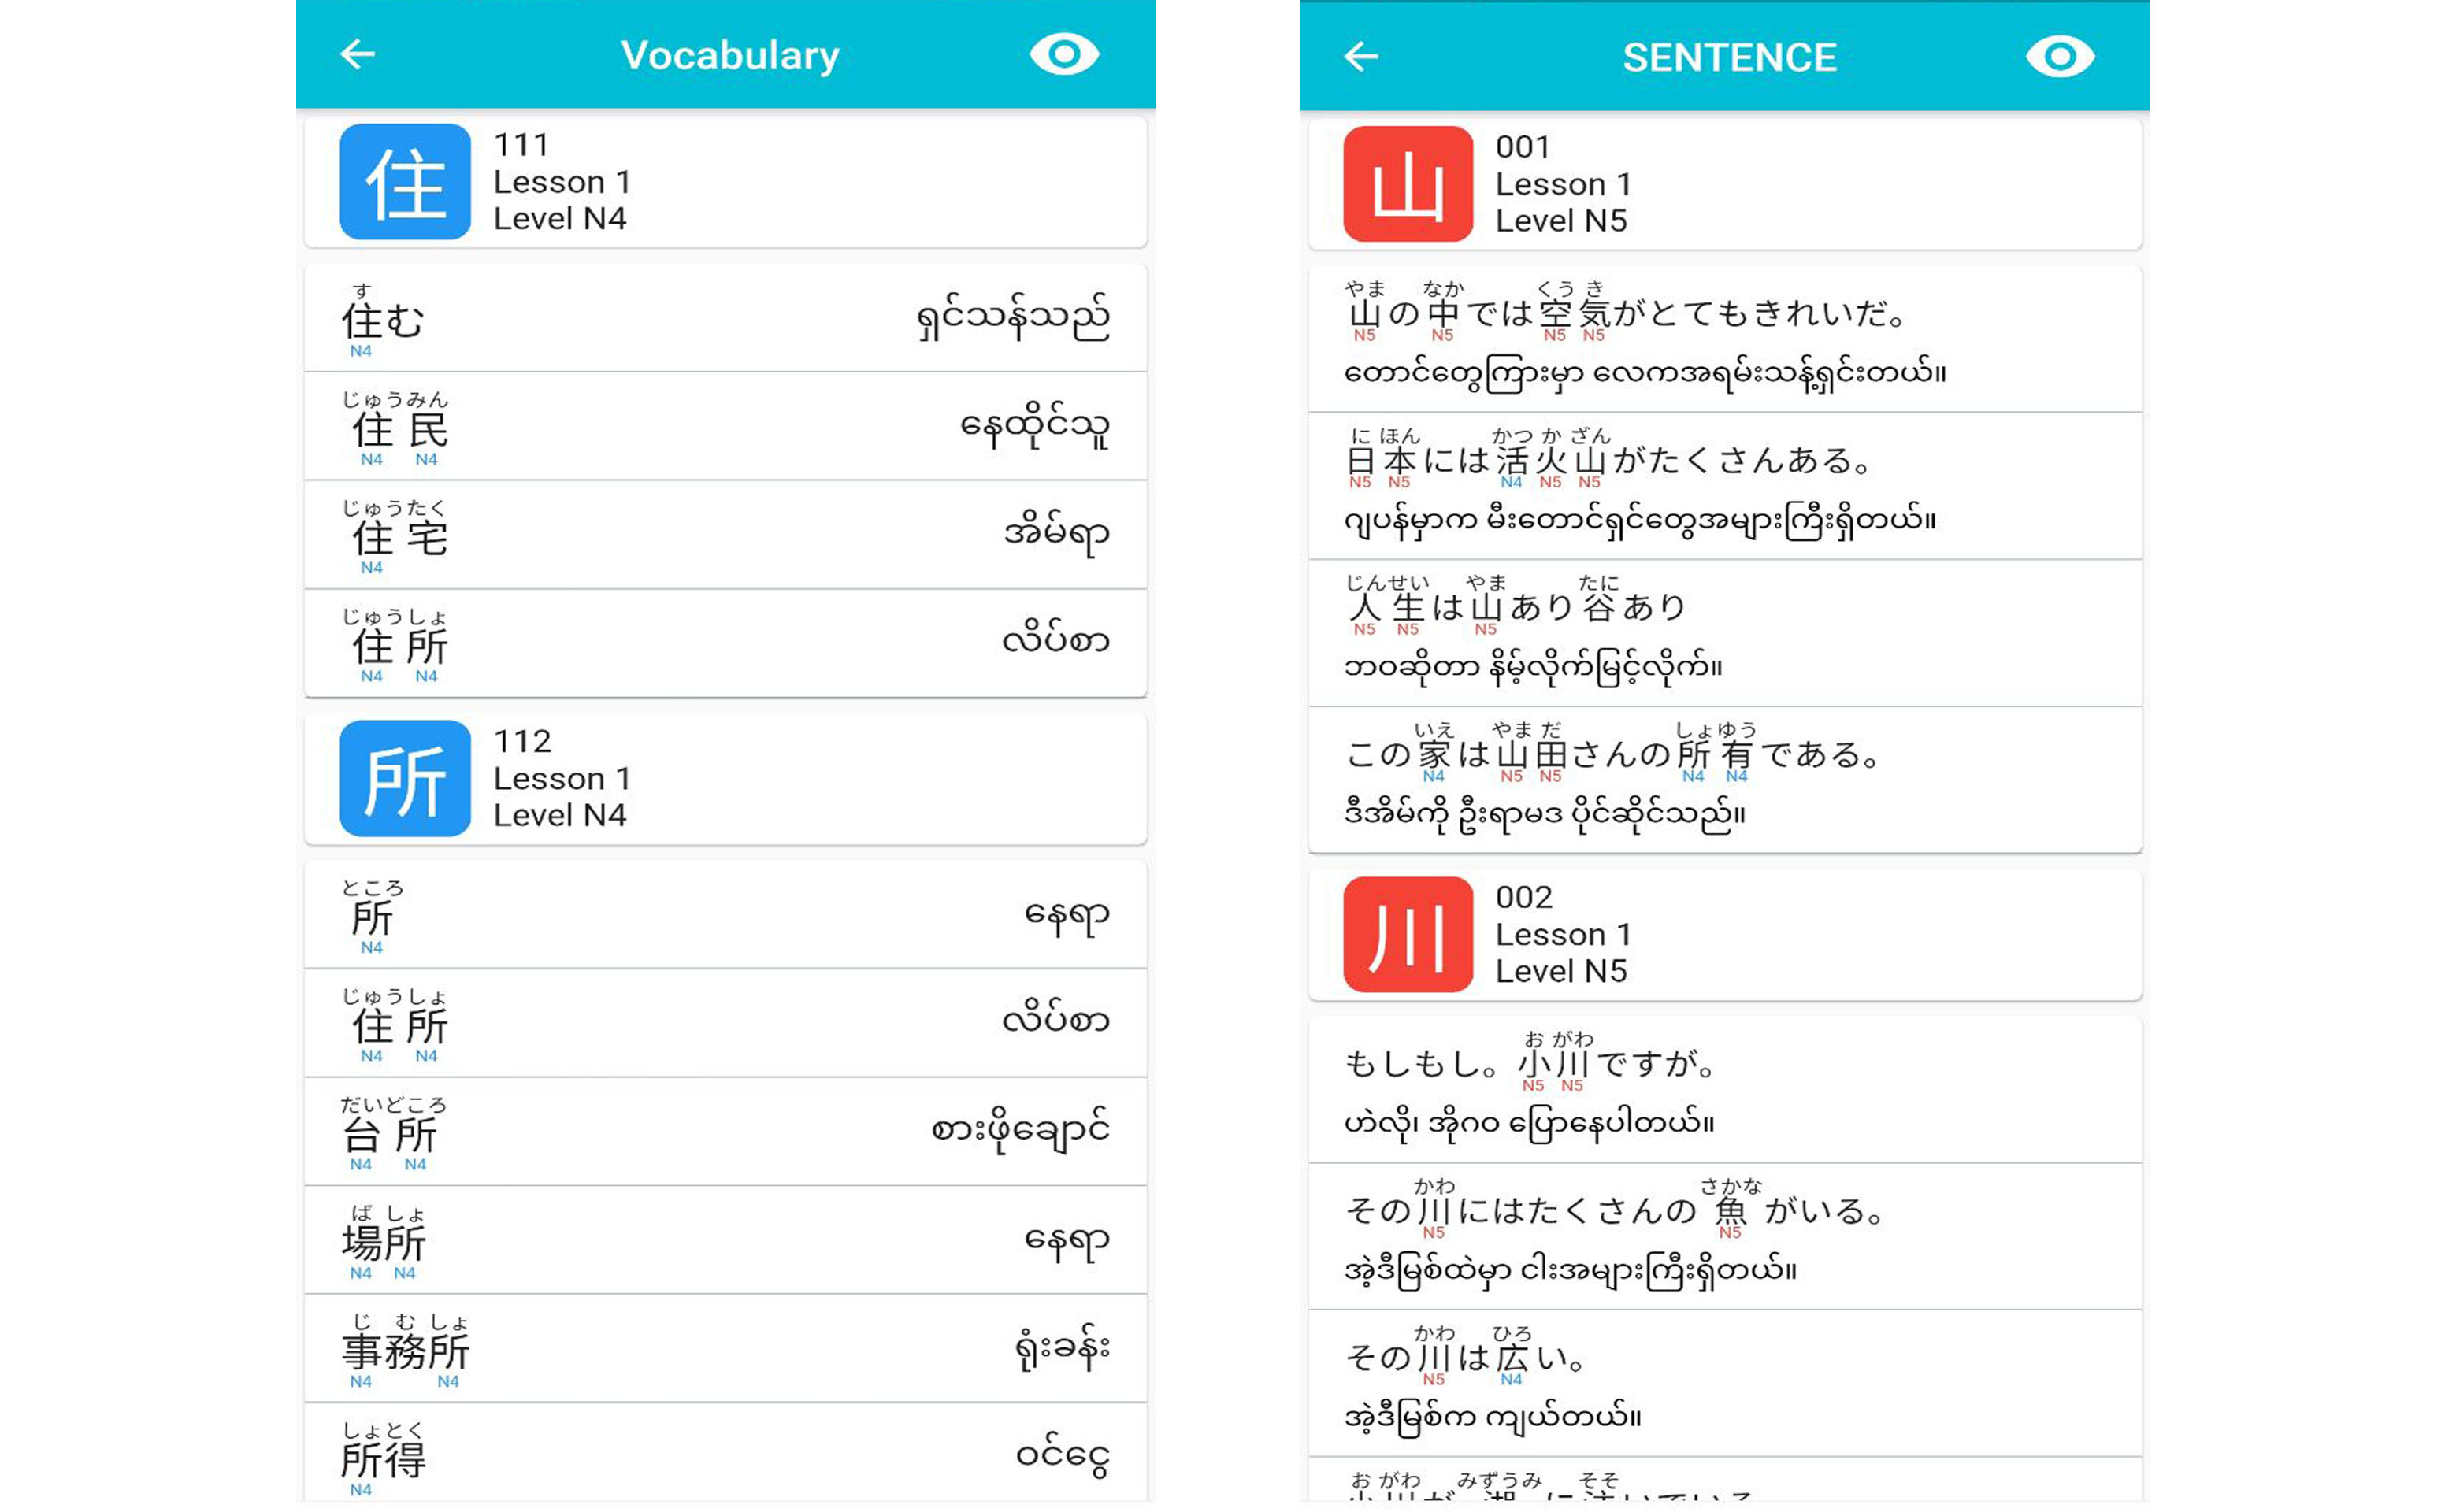 Vocabulary
住
111
Lesson 1
Level N4
す
住む
N4
ရှင်သန်သည်
じゅうみん
住民
N4 N4
နေထိုင်သူ
じゅうたく
住宅
N4
အိမ်ရာ
じゅうしょ
住所
N4 N4
လိပ်စာ
所
112
Lesson 1
Level N4
ところ
所
N4
နေရာ
じゅうしょ
住所
N4 N4
လိပ်စာ
だいどころ
台所
N4 N4
စားဖိုချောင်
ば しょ
場所
N4 N4
နေရာ
じ む しょ
事務所
N4 N4
ရုံးခန်း
しょとく
所得
N4
ဝင်ငွေ
SENTENCE
山
001
Lesson 1
Level N5
やま なか くう き
山の中では空気がとてもきれいだ。
N5 N5 N5 N5
တောင်တွေကြားမှာ လေကအရမ်းသန့်ရှင်းတယ်။
に ほん かつ か ざん
日本には活火山がたくさんある。
N5 N5 N4 N5 N5
ဂျပန်မှာက မီးတောင်ရှင်တွေအများကြီးရှိတယ်။
じんせい やま たに
人生は山あり谷あり
N5 N5 N5
ဘဝဆိုတာ နိမ့်လိုက်မြင့်လိုက်။
いえ やま だ しょゆう
この家は山田さんの所有である。
N4 N5 N5 N4 N4
ဒီအိမ်ကို ဦးရာမဒ ပိုင်ဆိုင်သည်။
川
002
Lesson 1
Level N5
お がわ
もしもし。小川ですが。
N5 N5
ဟဲလို၊ အိုဂဝ ပြောနေပါတယ်။
かわ さかな
その川にはたくさんの魚がいる。
N5 N5
အဲ့ဒီမြစ်ထဲမှာ ငါးအများကြီးရှိတယ်။
かわ ひろ
その川は広い。
N5 N4
အဲ့ဒီမြစ်က ကျယ်တယ်။
お がわ みずうみ そそ